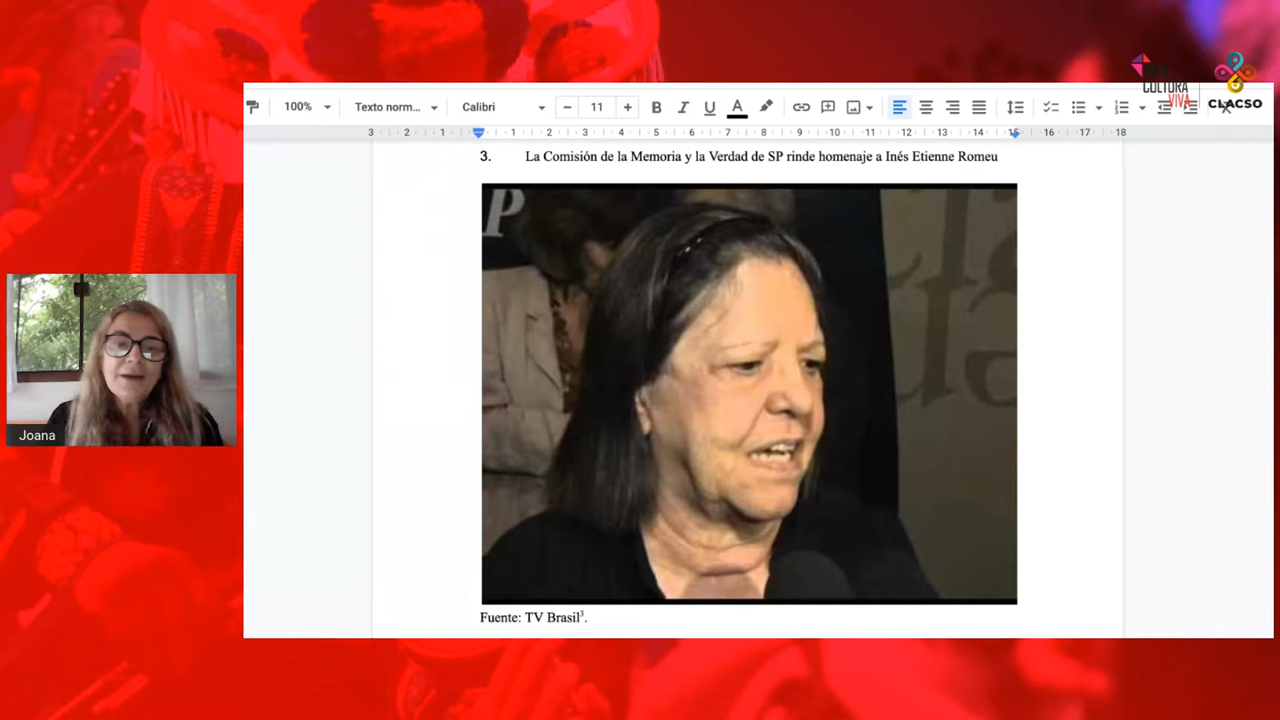 CULTURA
VIVA
CLACSO
100%
Texto norm...
Calibri
− 11 +
B I U A
3 2 1 1 2 3 4 5 6 7 8 9 10 11 12 13 14 15 16 17 18
3. La Comisión de la Memoria y la Verdad de SP rinde homenaje a Inés Etienne Romeu
P
Joana
Fuente: TV Brasil³.